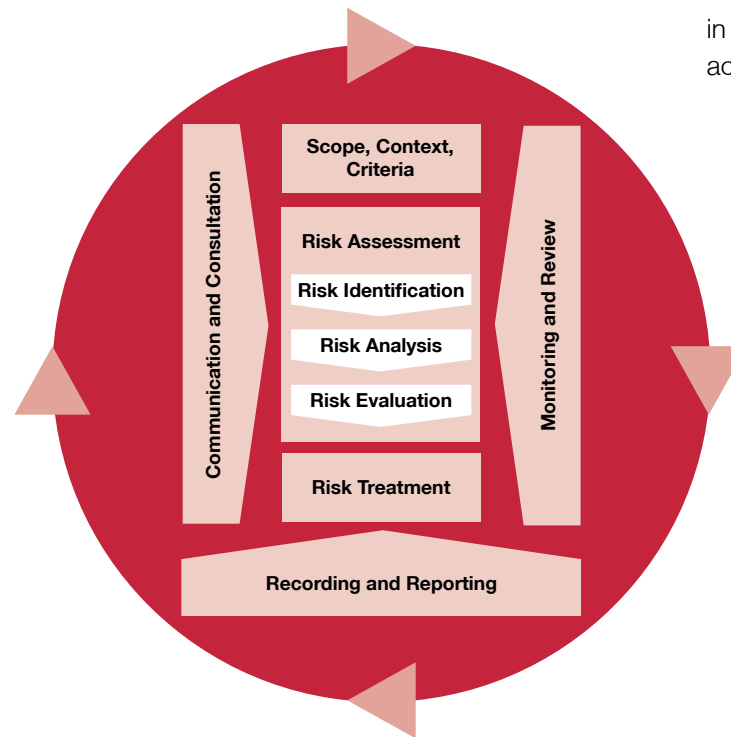 in
Scope, Context,
Criteria
Communication and Consultation
Risk Assessment
Risk Identification
Risk Analysis
Risk Evaluation
Monitoring and Review
Risk Treatment
Recording and Reporting